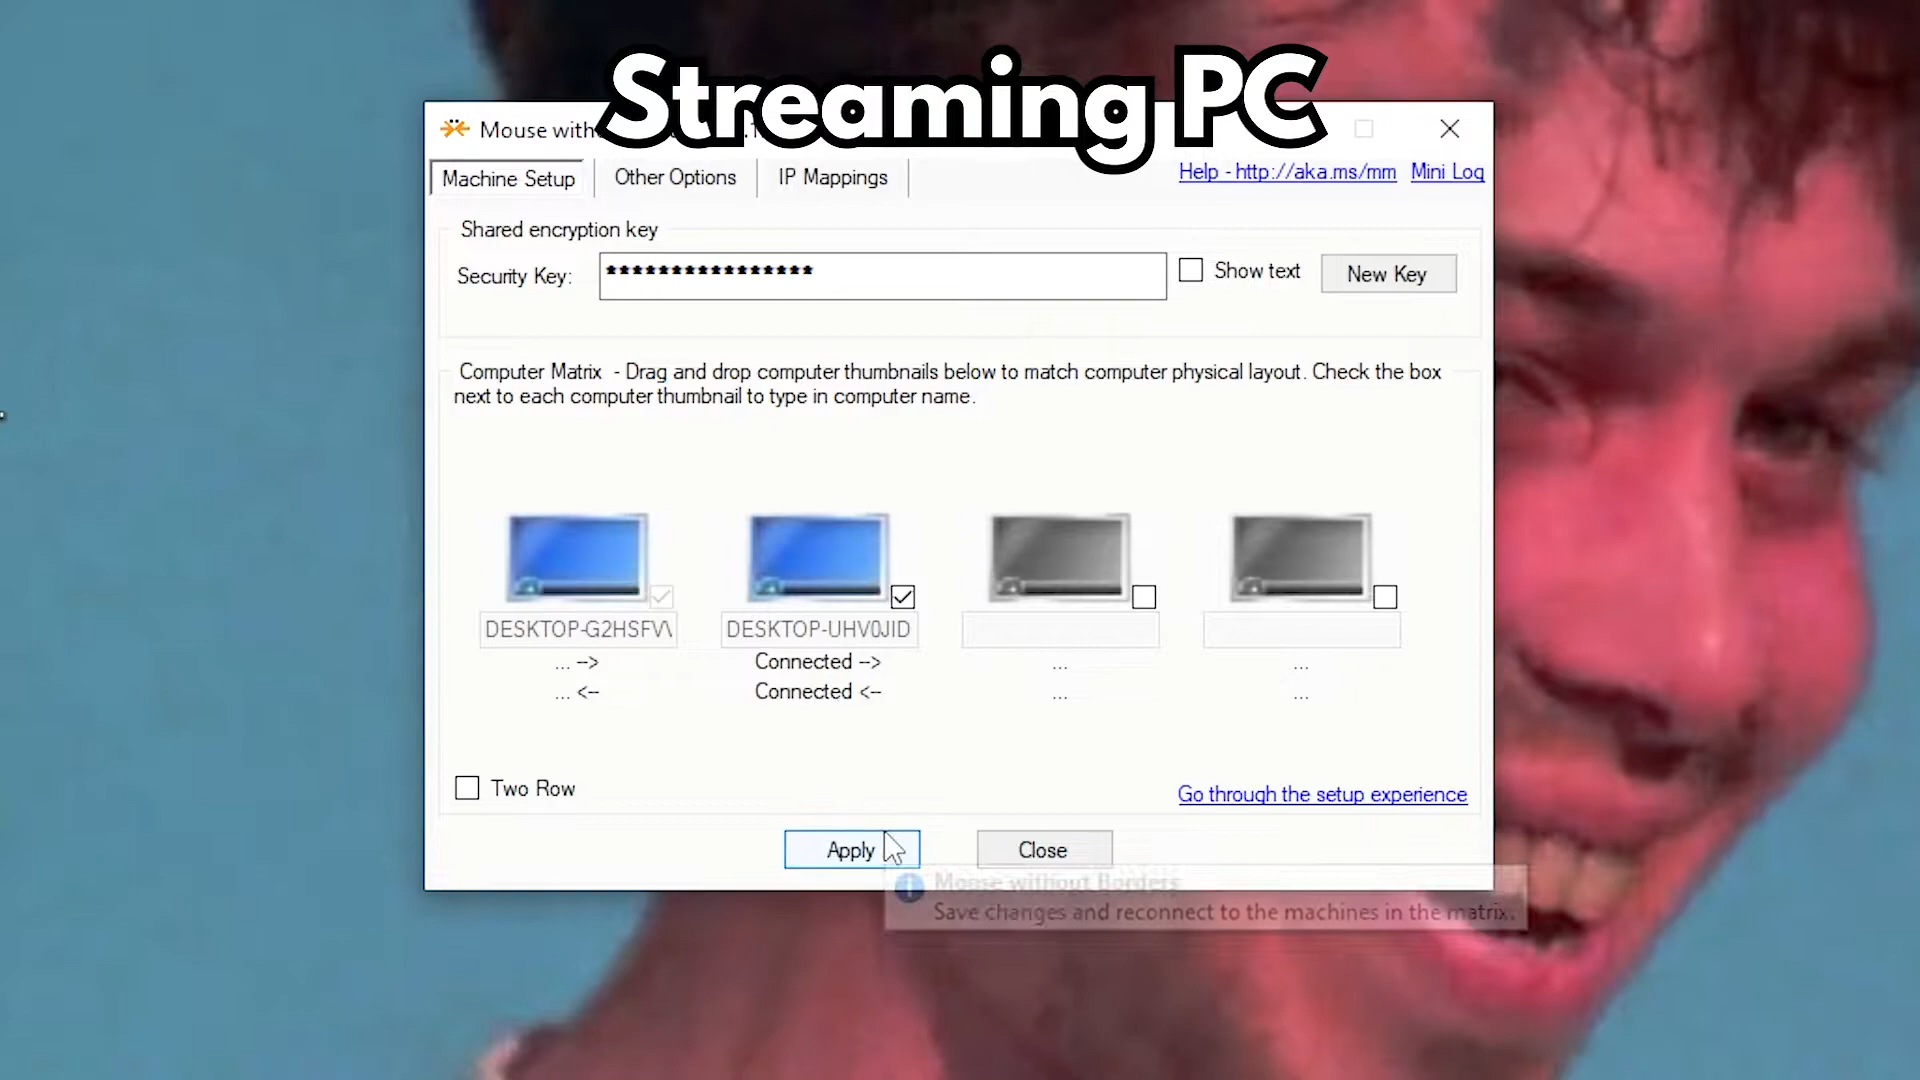 Streaming PC
Mouse with
Machine Setup
Other Options
IP Mappings
Help - http://aka.ms/mm
Mini Log
Shared encryption key
Security Key:
****************
Show text
New Key
Computer Matrix - Drag and drop computer thumbnails below to match computer physical layout. Check the box
next to each computer thumbnail to type in computer name.
DESKTOP-G2HSFV
DESKTOP-UHV0JID
... -->
Connected -->
...
...
... <--
Connected <--
...
...
Two Row
Go through the setup experience
Apply
Close
Mouse without Borders
Save changes and reconnect to the machines in the matrix.